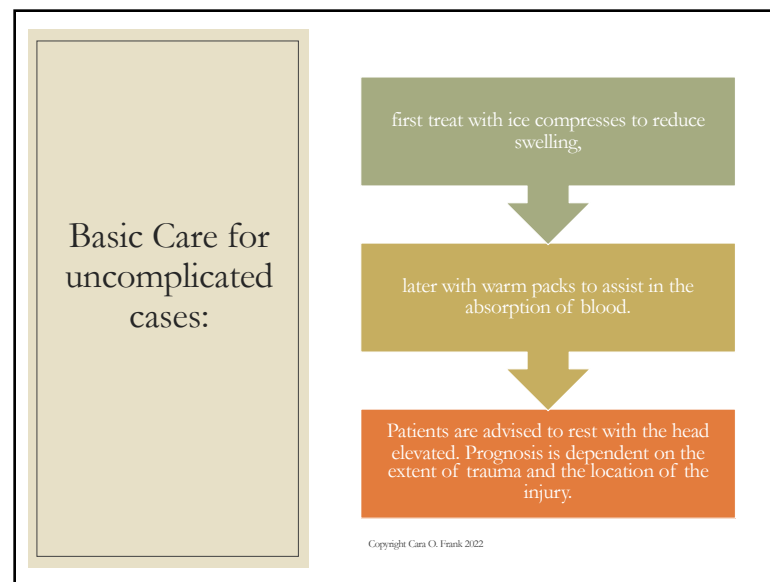 Basic Care for
uncomplicated
cases:
first treat with ice compresses to reduce
swelling,
later with warm packs to assist in the
absorption of blood.
Patients are advised to rest with the head
elevated. Prognosis is dependent on the
extent of trauma and the location of the
injury.
Copyright Cara O. Frank 2022